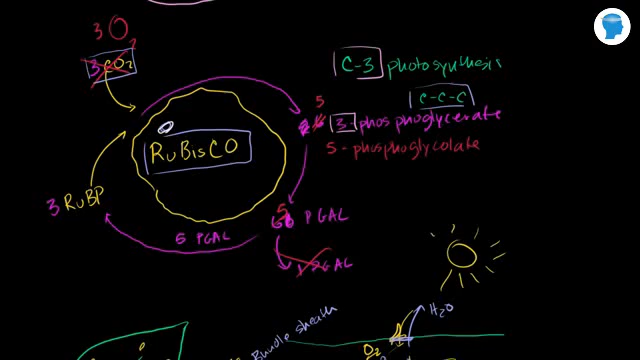 3 O2
3 CO2
C-3 photosynthesis
C-C-C
5
3-phosphoglycerate
5-phosphoglycolate
RuBisCO
3 RuBP
5 PGAL
5 PGAL
PGAL
Bundle sheath
H2O
O2